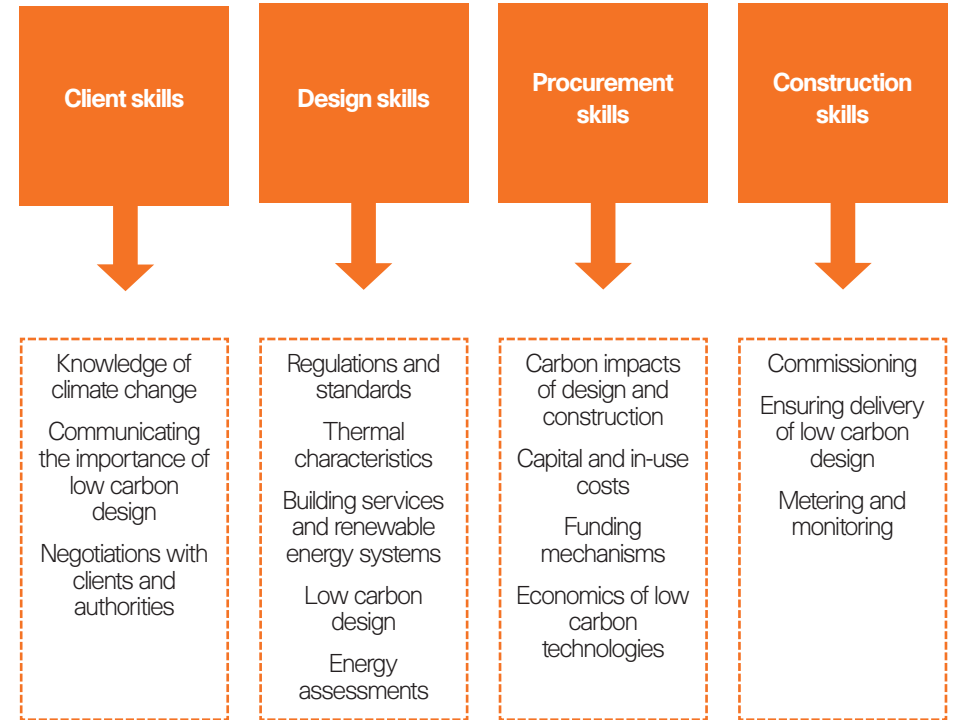 Client skills
Design skills
Procurement
skills
Construction
skills
Knowledge of
climate change
Communicating
the importance of
low carbon
design
Negotiations with
clients and
authorities
Regulations and
standards
Thermal
characteristics
Building services
and renewable
energy systems
Low carbon
design
Energy
assessments
Carbon impacts
of design and
construction
Capital and in-use
costs
Funding
mechanisms
Economics of low
carbon
technologies
Commissioning
Ensuring delivery
of low carbon
design
Metering and
monitoring